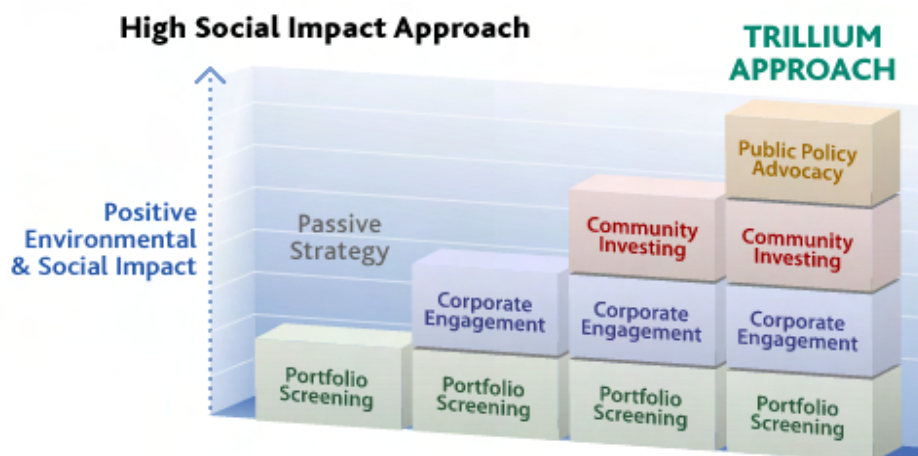 High Social Impact Approach
TRILLIUM
APPROACH
Positive
Environmental
& Social Impact
Passive
Strategy
Portfolio
Screening
Corporate
Engagement
Portfolio
Screening
Community
Investing
Corporate
Engagement
Portfolio
Screening
Public Policy
Advocacy
Community
Investing
Corporate
Engagement
Portfolio
Screening